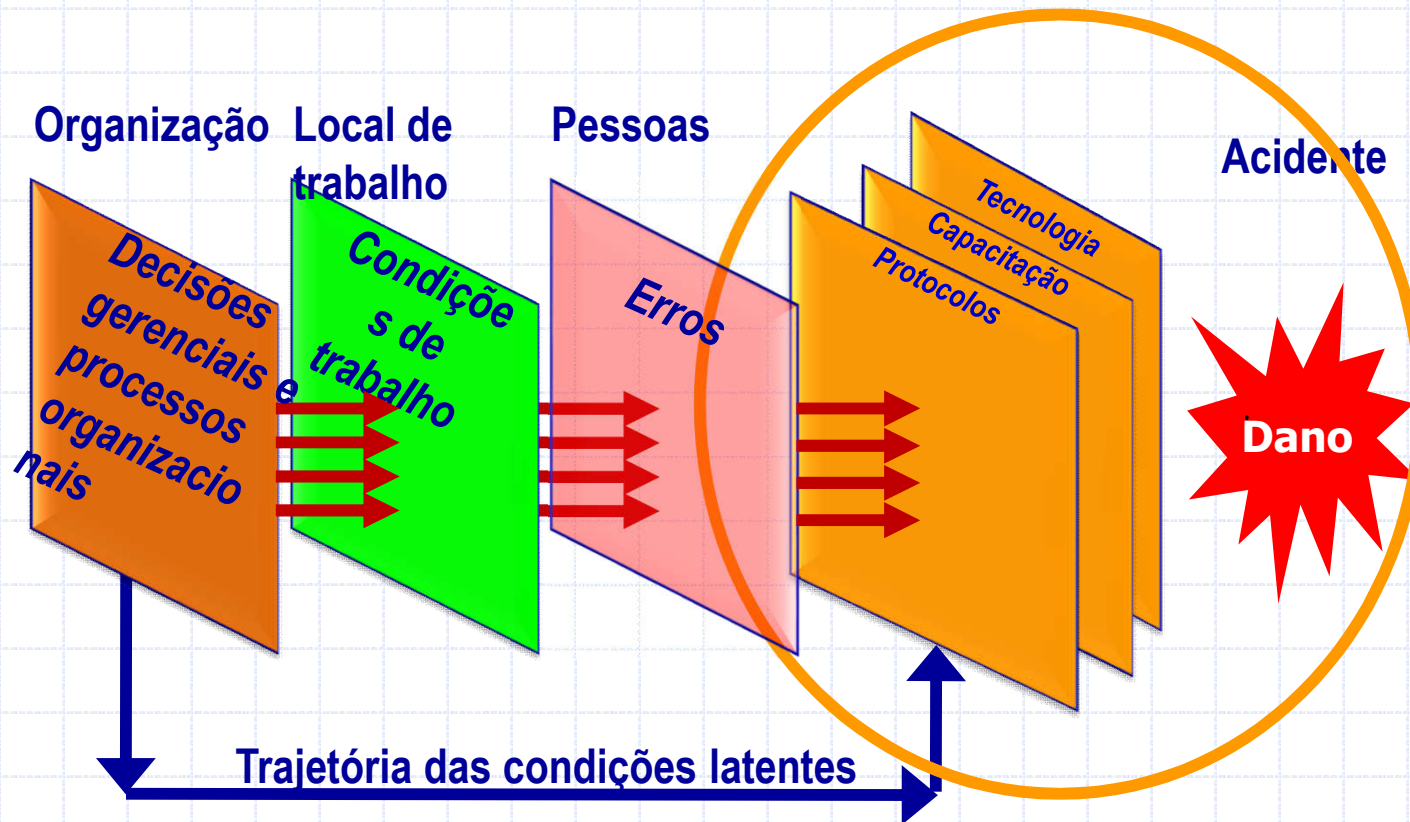 Organização
Local de
trabalho
Pessoas
Acidente
Decisões
gerenciais e
processos
organizacio
nais
Condiçõe
s de
trabalho
Erros
Tecnologia
Capacitação
Protocolos
Dano
Trajetória das condições latentes